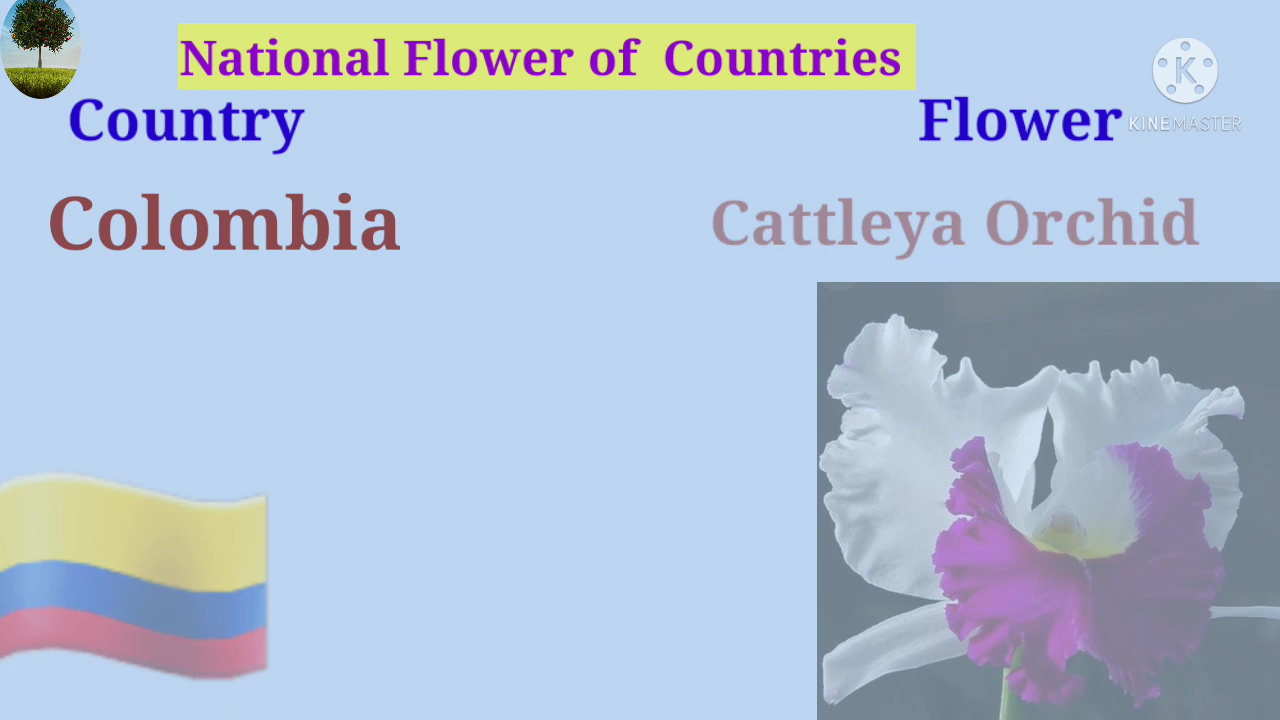 National Flower of Countries
Country
Flower
K
KINEMASTER
Colombia
Cattleya Orchid